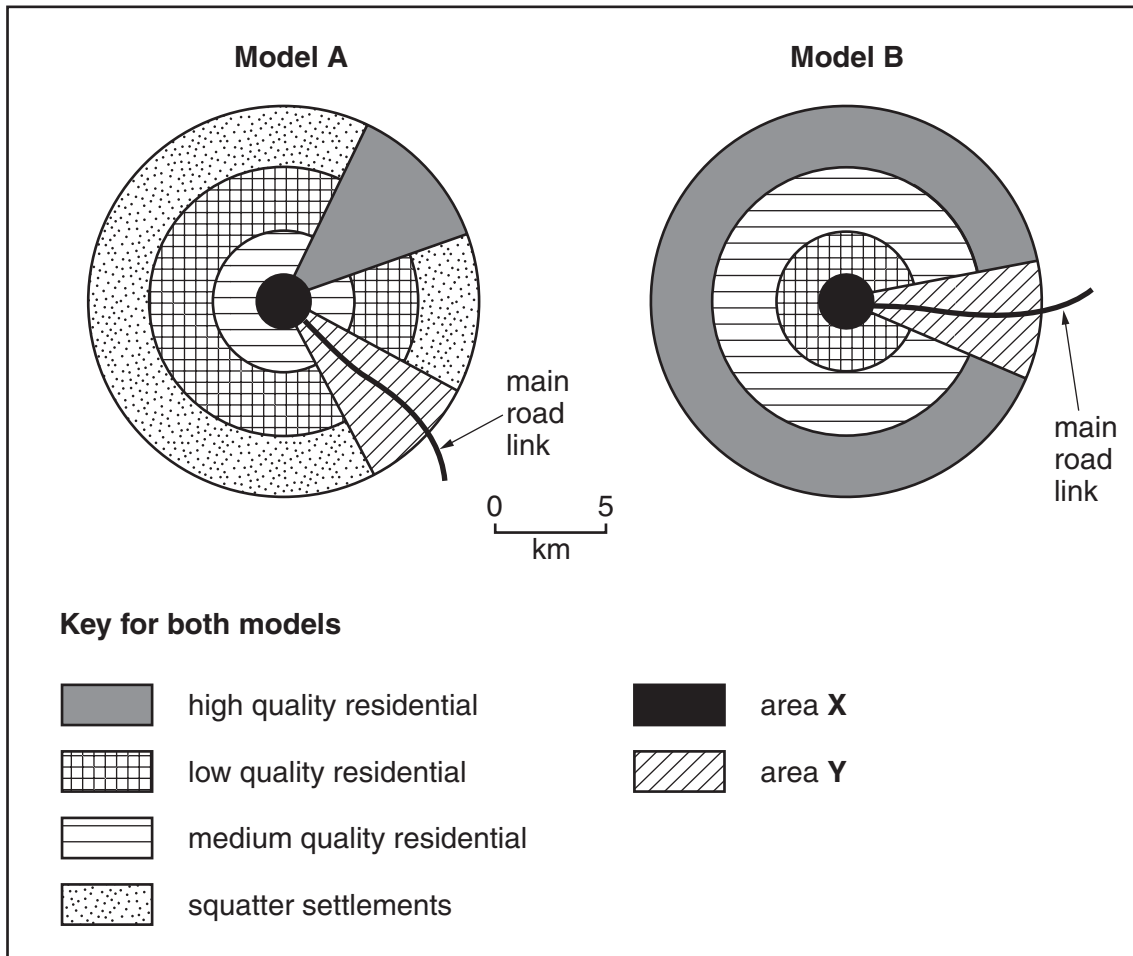 Model A
Model B
main
road
link
main
road
link
0 5
km
Key for both models
high quality residential
low quality residential
medium quality residential
squatter settlements
area X
area Y